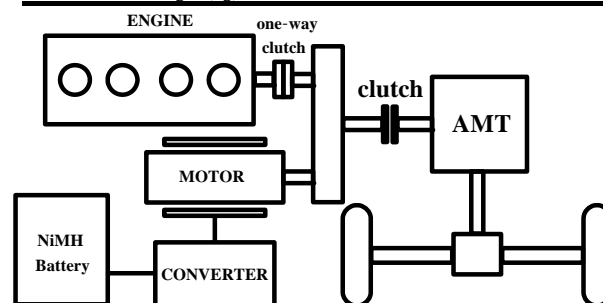 ENGINE
one-way
clutch
clutch
AMT
MOTOR
NiMH
Battery
CONVERTER